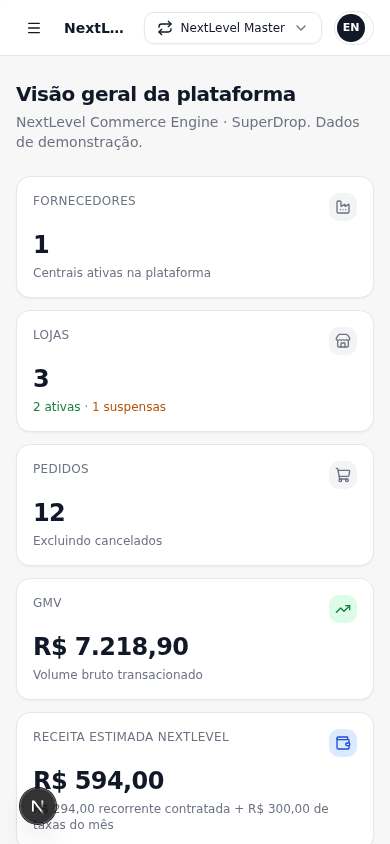 NextL...
NextLevel Master
EN
Visão geral da plataforma
NextLevel Commerce Engine · SuperDrop. Dados
de demonstração.
FORNECEDORES
1
Centrais ativas na plataforma
LOJAS
3
2 ativas · 1 suspensas
PEDIDOS
12
Excluindo cancelados
GMV
R$ 7.218,90
Volume bruto transacionado
RECEITA ESTIMADA NEXTLEVEL
R$ 594,00
N
294,00 recorrente contratada + R$ 300,00 de
taxas do mês